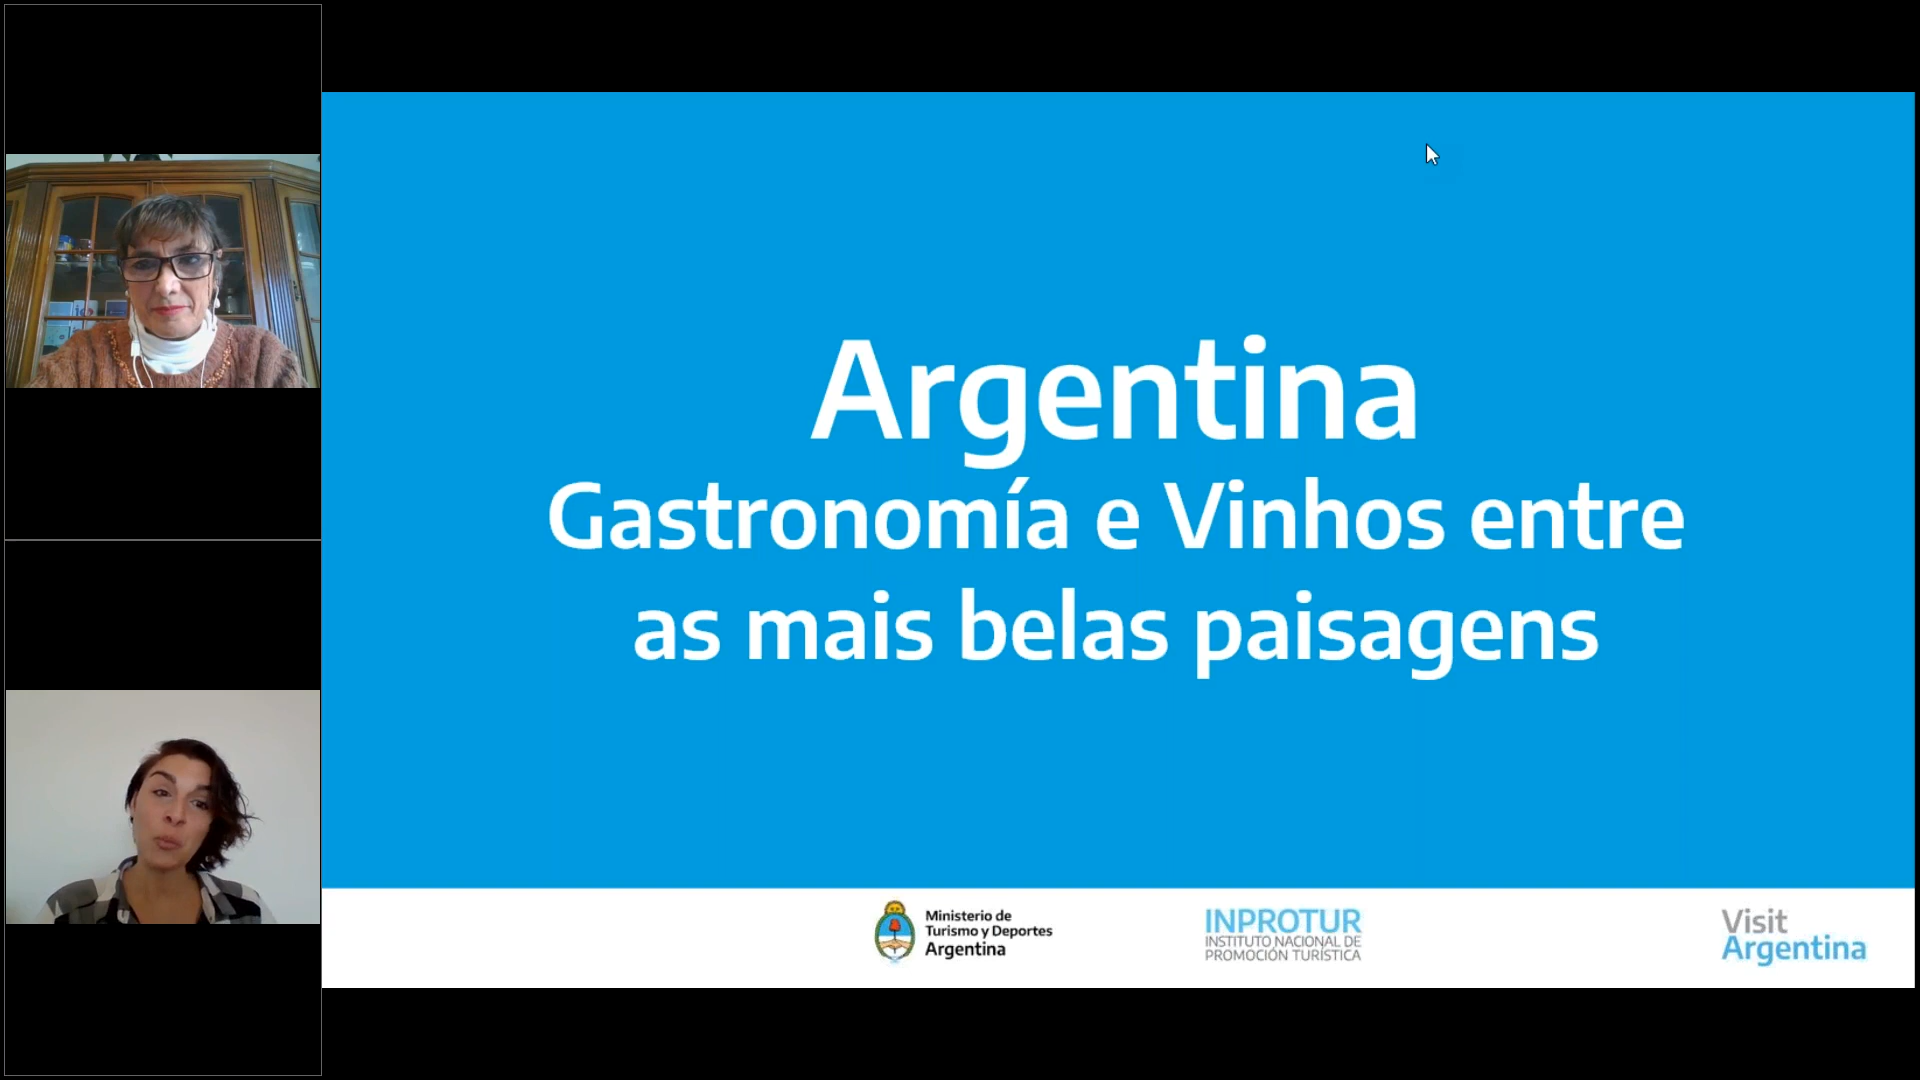 Argentina
Gastronomía e Vinhos entre
as mais belas paisagens
Ministerio de
Turismo y Deportes
Argentina
INPROTUR
INSTITUTO NACIONAL DE
PROMOCIÓN TURÍSTICA
Visit
Argentina